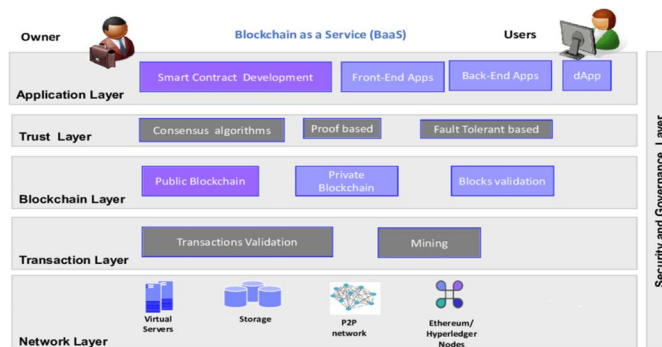 Owner
Blockchain as a Service (BaaS)
Users
Smart Contract Development
Front-End Apps
Back-End Apps
dApp
Application Layer
Consensus algorithms
Proof based
Fault Tolerant based
Trust Layer
Public Blockchain
Private
Blockchain
Blocks validation
Blockchain Layer
Transactions Validation
Mining
Transaction Layer
Virtual
Servers
Storage
P2P
network
Ethereum/
Hyperledger
Nodes
Network Layer
Security and Governance Layer